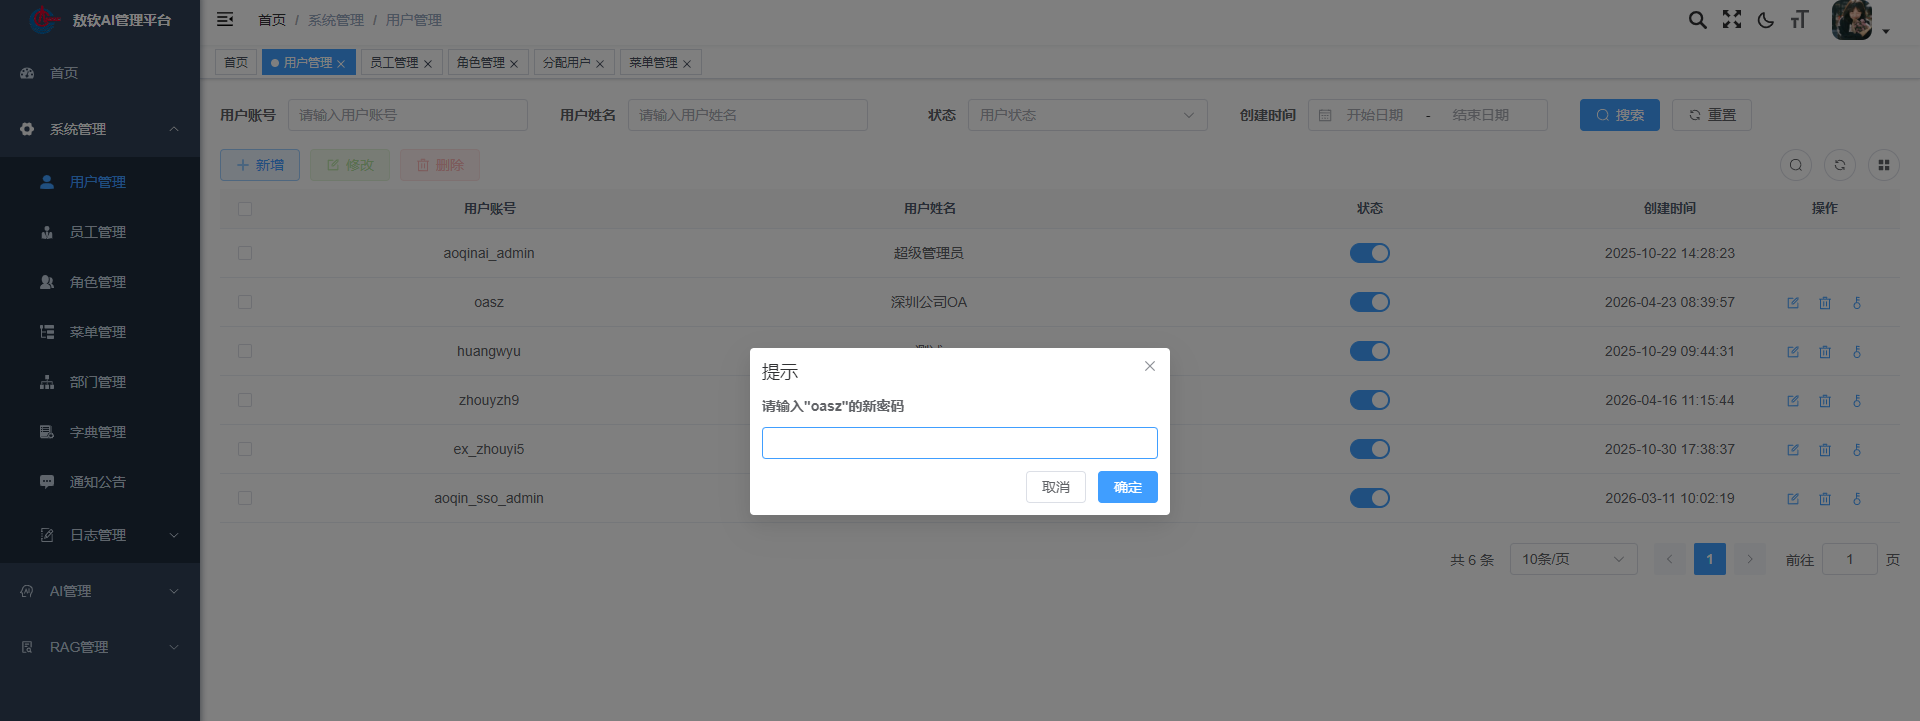 敖钦AI管理平台
首页 / 系统管理 / 用户管理
首页 用户管理 员工管理 角色管理 分配用户 菜单管理
首页
系统管理
用户管理
员工管理
角色管理
菜单管理
部门管理
字典管理
通知公告
日志管理
AI管理
RAG管理
用户账号 请输入用户账号 用户姓名 请输入用户姓名 状态 用户状态 创建时间 开始日期 - 结束日期 搜索 重置
新增 修改 删除
用户账号 用户姓名 状态 创建时间 操作
aoqinai_admin 超级管理员 2025-10-22 14:28:23
oasz 深圳公司OA 2026-04-23 08:39:57
huangwyu 2025-10-29 09:44:31
zhouyzh9 2026-04-16 11:15:44
ex_zhouyi5 2025-10-30 17:38:37
aoqin_sso_admin 2026-03-11 10:02:19
提示
请输入"oasz"的新密码
取消 确定
共 6 条 10条/页 1 前往 1 页